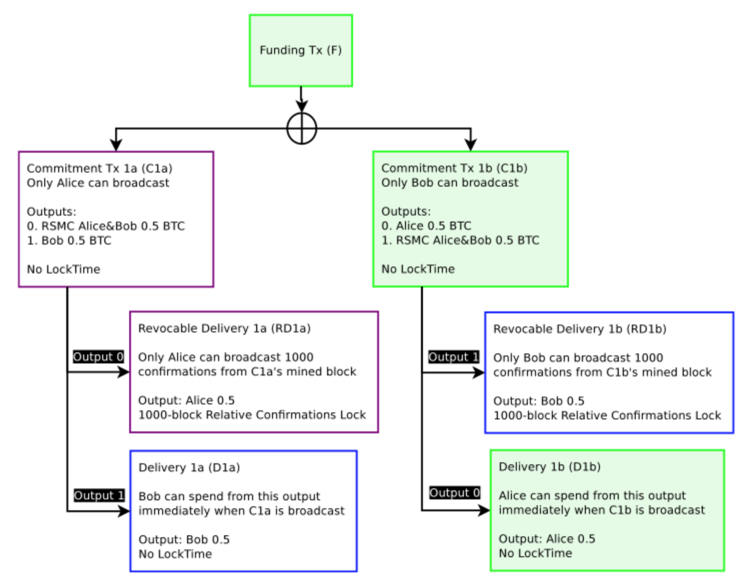 Funding Tx (F)
Commitment Tx 1a (C1a)
Only Alice can broadcast
Outputs:
0. RSMC Alice&Bob 0.5 BTC
1. Bob 0.5 BTC
No LockTime
Commitment Tx 1b (C1b)
Only Bob can broadcast
Outputs:
0. Alice 0.5 BTC
1. RSMC Alice&Bob 0.5 BTC
No LockTime
Output 0
Revocable Delivery 1a (RD1a)
Only Alice can broadcast 1000
confirmations from C1a's mined block
Output: Alice 0.5
1000-block Relative Confirmations Lock
Output 1
Revocable Delivery 1b (RD1b)
Only Bob can broadcast 1000
confirmations from C1b's mined block
Output: Bob 0.5
1000-block Relative Confirmations Lock
Output 1
Delivery 1a (D1a)
Bob can spend from this output
immediately when C1a is broadcast
Output: Bob 0.5
No LockTime
Output 0
Delivery 1b (D1b)
Alice can spend from this output
immediately when C1b is broadcast
Output: Alice 0.5
No LockTime